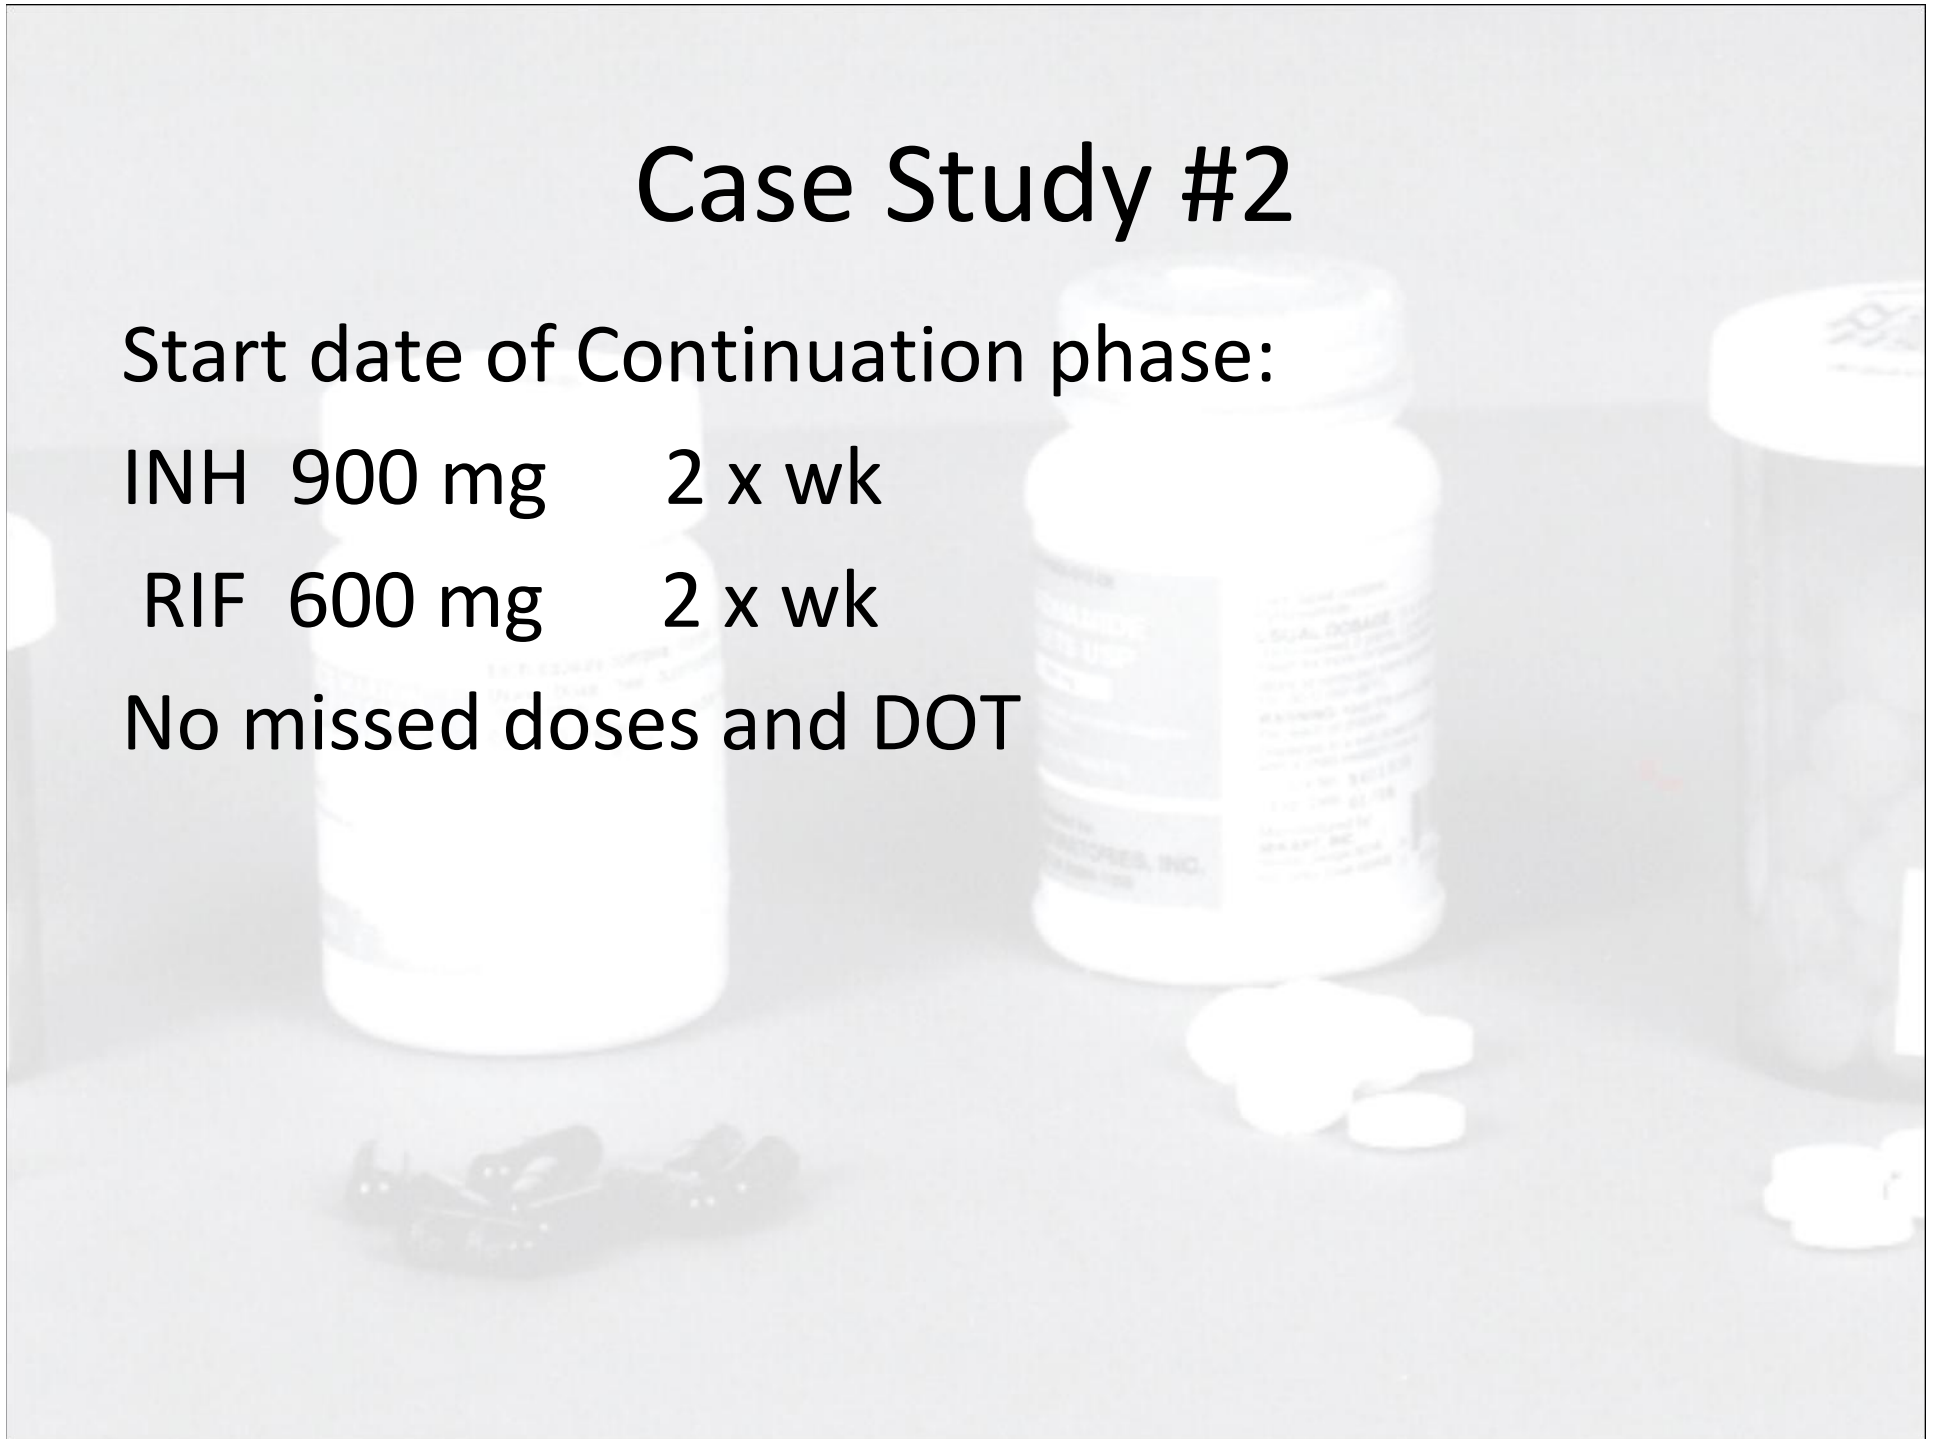 Case Study #2
Start date of Continuation phase:
INH 900 mg 2 x wk
RIF 600 mg 2 x wk
No missed doses and DOT